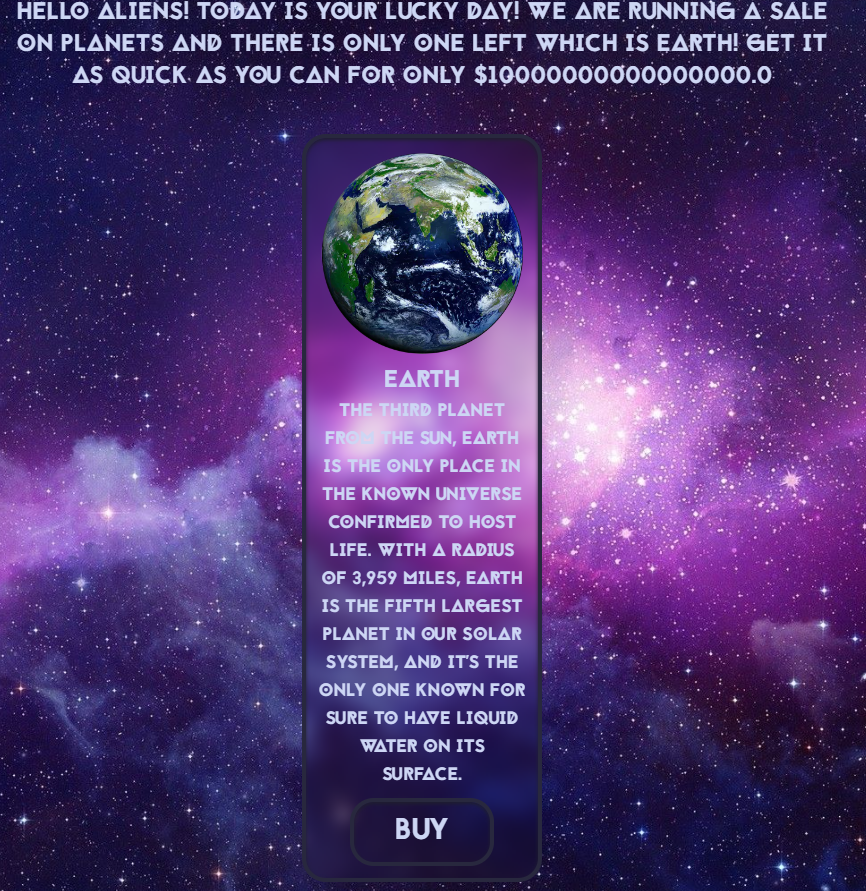 HELLO ALIENS! TODAY IS YOUR LUCKY DAY! WE ARE RUNNING A SALE
ON PLANETS AND THERE IS ONLY ONE LEFT WHICH IS EARTH! GET IT
AS QUICK AS YOU CAN FOR ONLY $10000000000000000.0
EARTH
THE THIRD PLANET
FROM THE SUN, EARTH
IS THE ONLY PLACE IN
THE KNOWN UNIVERSE
CONFIRMED TO HOST
LIFE. WITH A RADIUS
OF 3,959 MILES, EARTH
IS THE FIFTH LARGEST
PLANET IN OUR SOLAR
SYSTEM, AND IT'S THE
ONLY ONE KNOWN FOR
SURE TO HAVE LIQUID
WATER ON ITS
SURFACE.
BUY